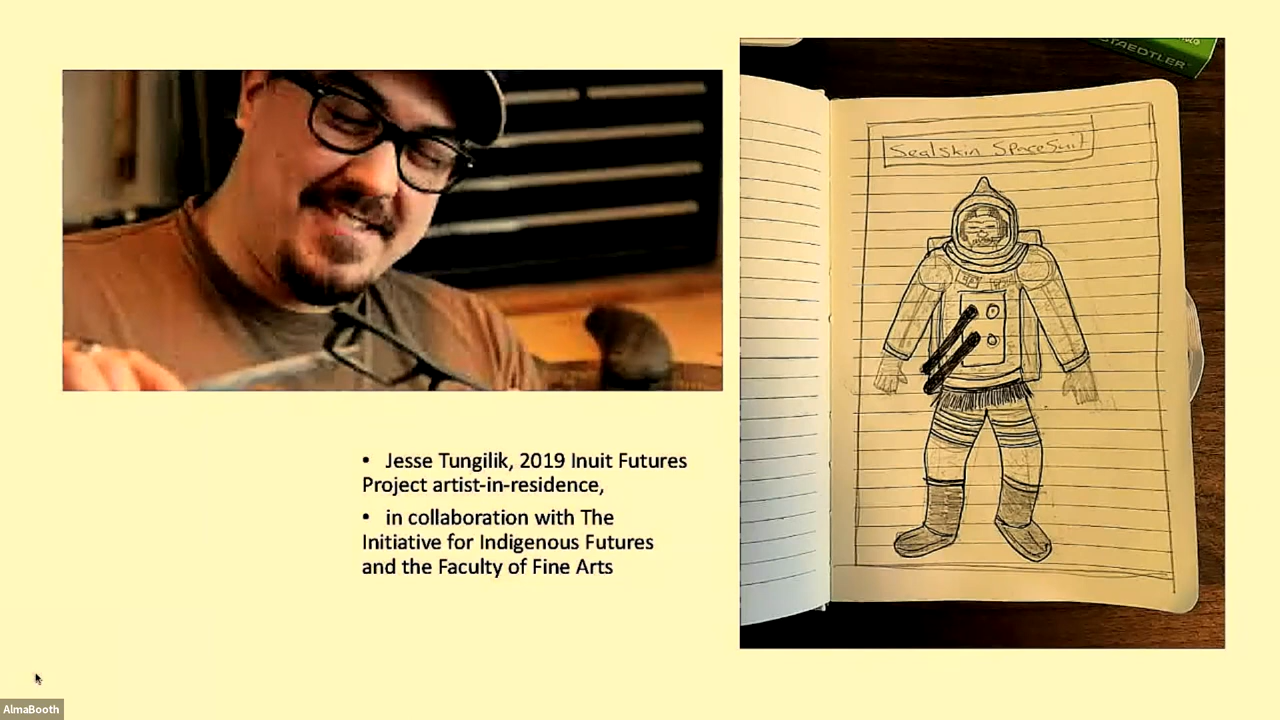 STAEDTLER
Sealskin SpaceSuit
• Jesse Tungilik, 2019 Inuit Futures
Project artist-in-residence,
• in collaboration with The
Initiative for Indigenous Futures
and the Faculty of Fine Arts
AlmaBooth